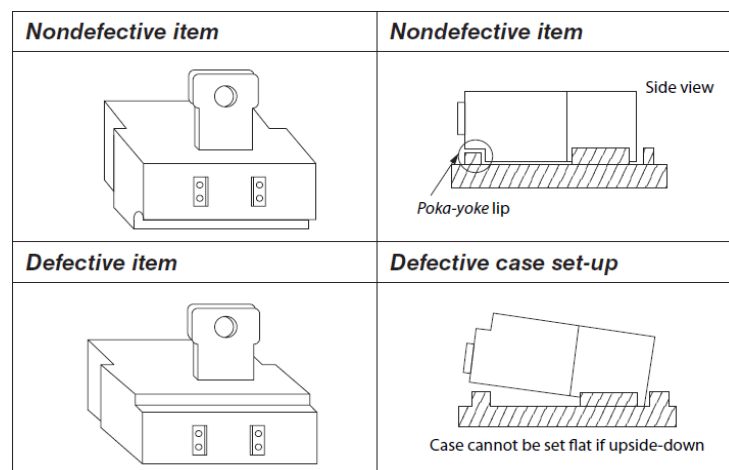 Nondefective item
Nondefective item
Side view
Poka-yoke lip
Defective item
Defective case set-up
Case cannot be set flat if upside-down